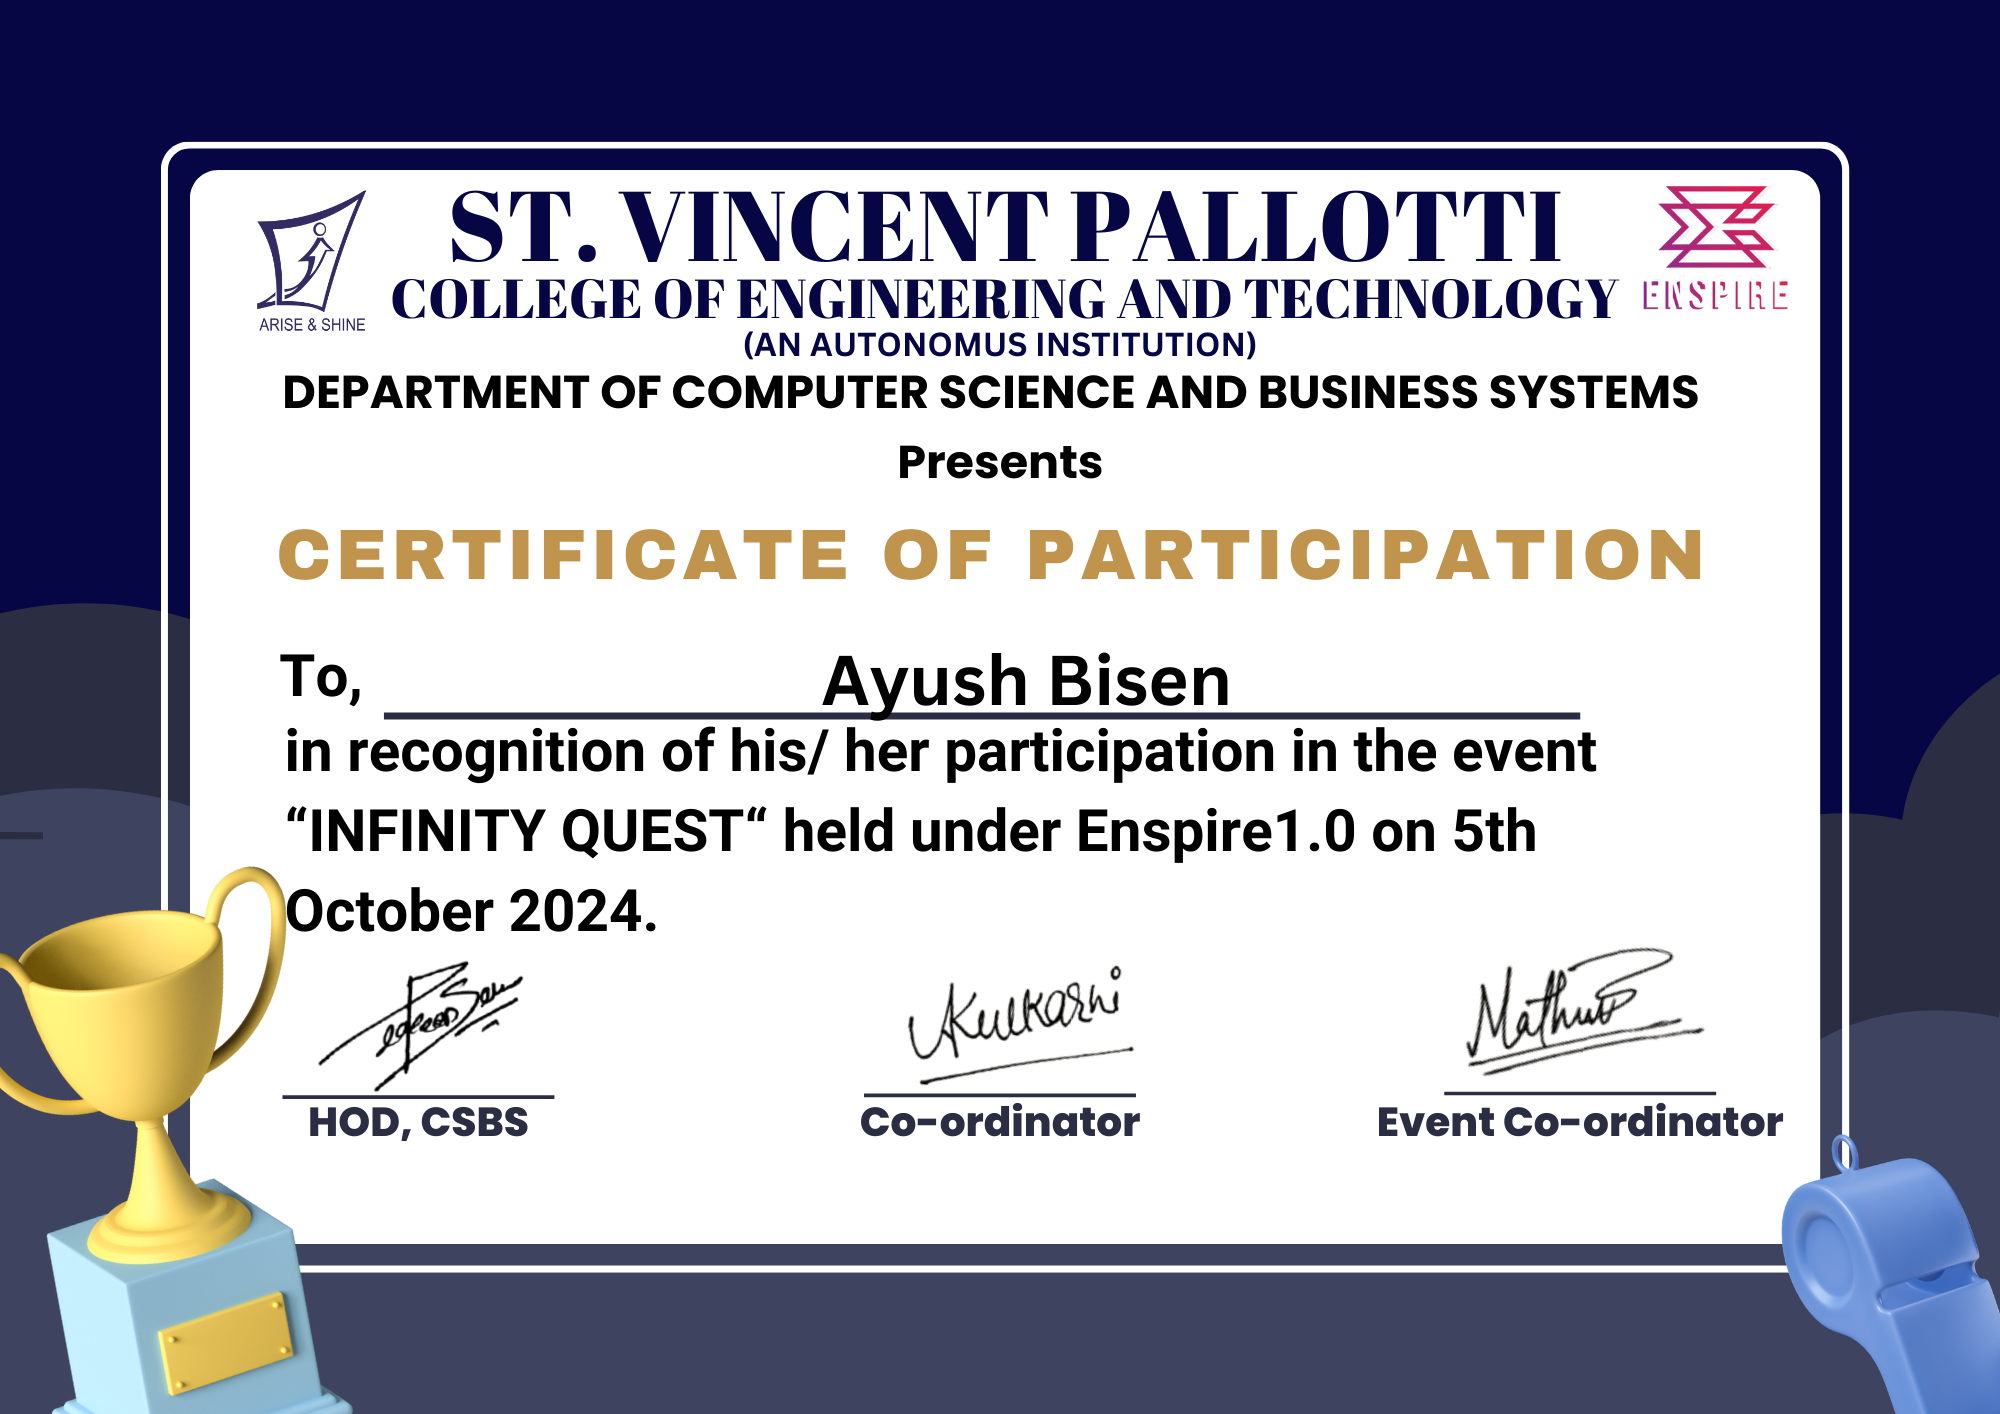 ST. VINCENT PALLOTTI
COLLEGE OF ENGINEERING AND TECHNOLOGY
ARISE & SHINE
ENSPIRE
(AN AUTONOMUS INSTITUTION)
DEPARTMENT OF COMPUTER SCIENCE AND BUSINESS SYSTEMS
Presents
CERTIFICATE OF PARTICIPATION
To, Ayush Bisen
in recognition of his/ her participation in the event
“INFINITY QUEST“ held under Enspire1.0 on 5th
October 2024.
AKulkarni
HOD, CSBS
Co-ordinator
Event Co-ordinator